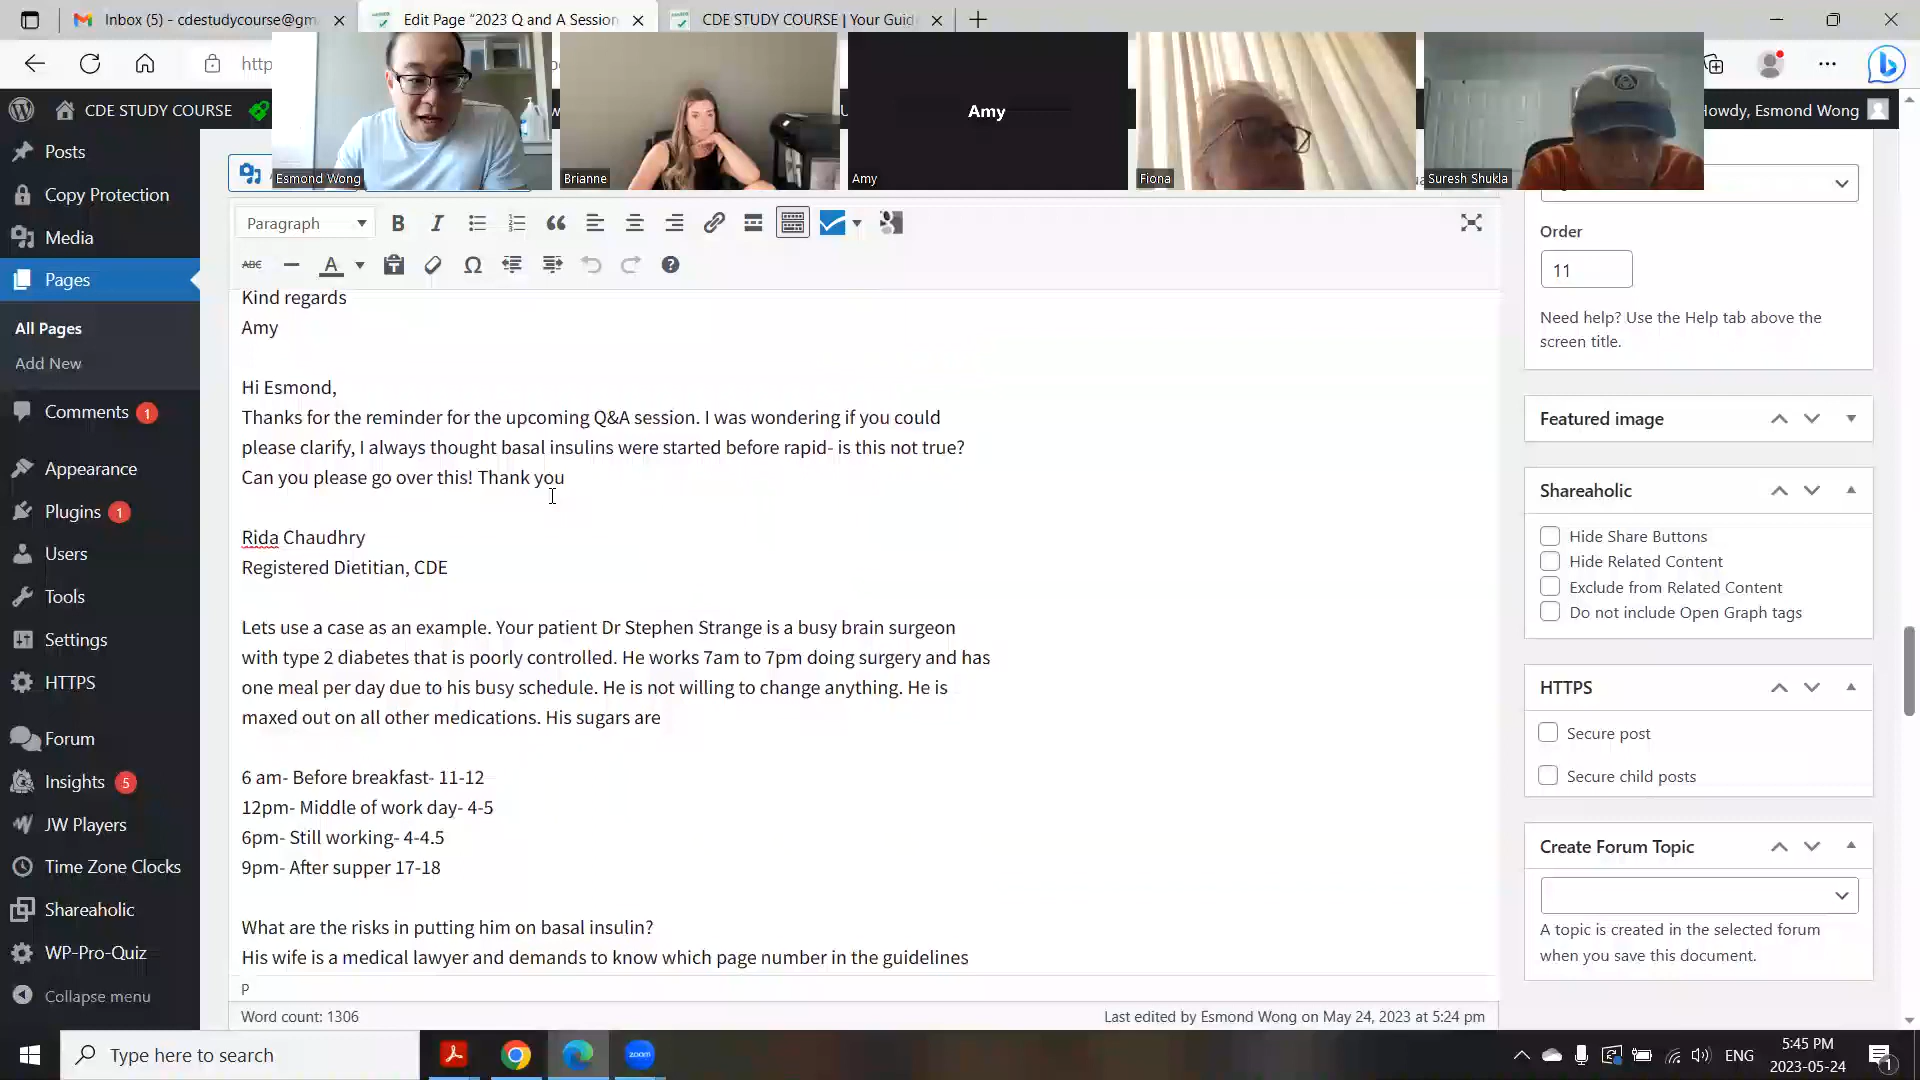 Inbox (5) - cdestudycourse@gm
Edit Page "2023 Q and A Session
CDE STUDY COURSE | Your Guid
http
CDE STUDY COURSE
Howdy, Esmond Wong
Esmond Wong
Brianne
Amy
Amy
Fiona
Suresh Shukla
Posts
Copy Protection
Media
Pages
All Pages
Add New
Comments 1
Appearance
Plugins 1
Users
Tools
Settings
HTTPS
Forum
Insights 5
JW Players
Time Zone Clocks
Shareaholic
WP-Pro-Quiz
Collapse menu
Paragraph
B I
ABC A
Kind regards
Amy
Hi Esmond,
Thanks for the reminder for the upcoming Q&A session. I was wondering if you could
please clarify, I always thought basal insulins were started before rapid- is this not true?
Can you please go over this! Thank you
Rida Chaudhry
Registered Dietitian, CDE
Lets use a case as an example. Your patient Dr Stephen Strange is a busy brain surgeon
with type 2 diabetes that is poorly controlled. He works 7am to 7pm doing surgery and has
one meal per day due to his busy schedule. He is not willing to change anything. He is
maxed out on all other medications. His sugars are
6 am- Before breakfast- 11-12
12pm- Middle of work day- 4-5
6pm- Still working- 4-4.5
9pm- After supper 17-18
What are the risks in putting him on basal insulin?
His wife is a medical lawyer and demands to know which page number in the guidelines
P
Word count: 1306
Last edited by Esmond Wong on May 24, 2023 at 5:24 pm
Order
11
Need help? Use the Help tab above the
screen title.
Featured image
Shareaholic
Hide Share Buttons
Hide Related Content
Exclude from Related Content
Do not include Open Graph tags
HTTPS
Secure post
Secure child posts
Create Forum Topic
A topic is created in the selected forum
when you save this document.
Type here to search
zoom
ENG
5:45 PM
2023-05-24
1